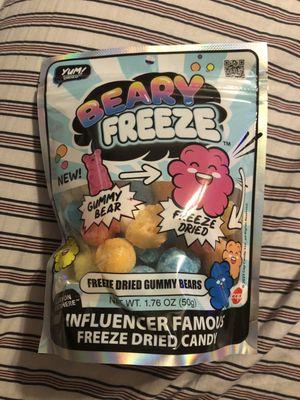 YUM!
BEARY
FREEZE™
NEW!
GUMMY
BEAR
FREEZE
DRIED
FREEZE DRIED GUMMY BEARS
NET WT. 1.76 OZ (50g)
INFLUENCER FAMOUS
FREEZE DRIED CANDY